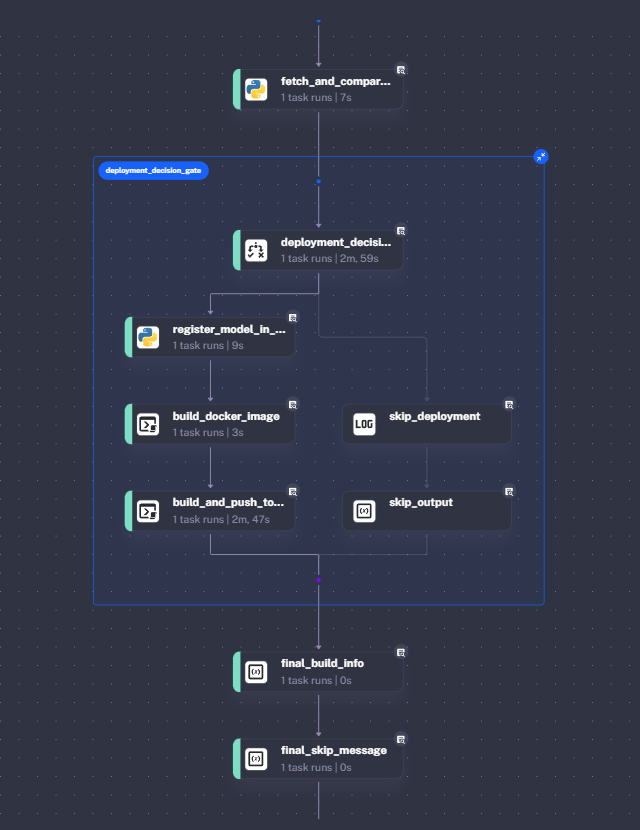 fetch_and_compar...
1 task runs | 7s
deployment_decision_gate
deployment_decisi...
1 task runs | 2m, 59s
register_model_in_...
1 task runs | 9s
build_docker_image
1 task runs | 3s
skip_deployment
LOG
build_and_push_to...
1 task runs | 2m, 47s
skip_output
final_build_info
1 task runs | 0s
final_skip_message
1 task runs | 0s